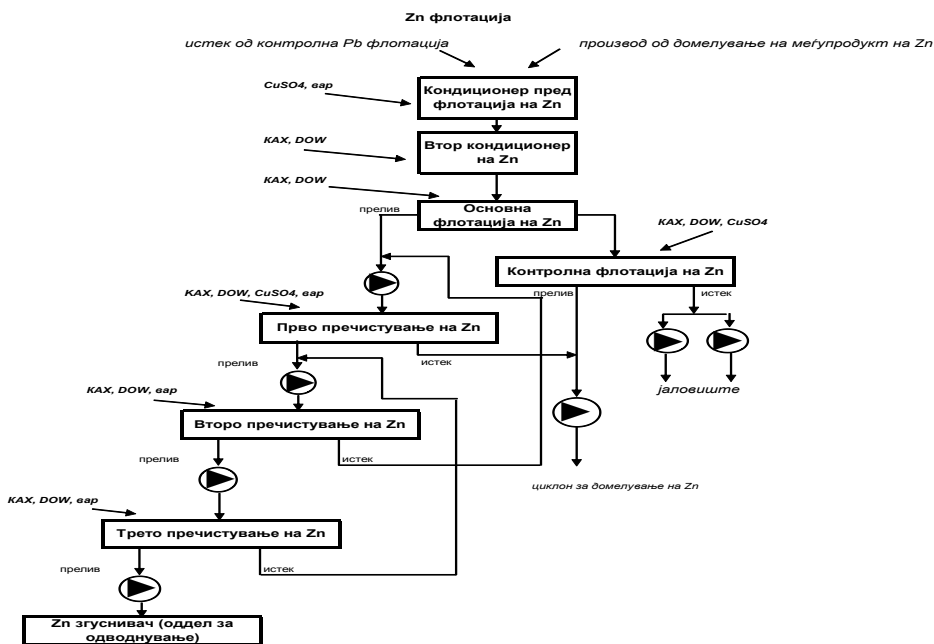 Zn флотација
истек од контролна Pb флотација
производ од домелување на меѓупродукт на Zn
CuSO4, вар
Кондиционер пред
флотација на Zn
KAX, DOW
Втор кондиционер
на Zn
KAX, DOW
прелив
Основна
флотација на Zn
KAX, DOW, CuSO4
Контролна флотација на Zn
прелив
истек
KAX, DOW, CuSO4, вар
Прво пречистување на Zn
прелив
истек
јаловиште
KAX, DOW, вар
Второ пречистување на Zn
прелив
истек
циклон за домелување на Zn
KAX, DOW, вар
Трето пречистување на Zn
прелив
истек
Zn згуснивач (оддел за
одводнување)